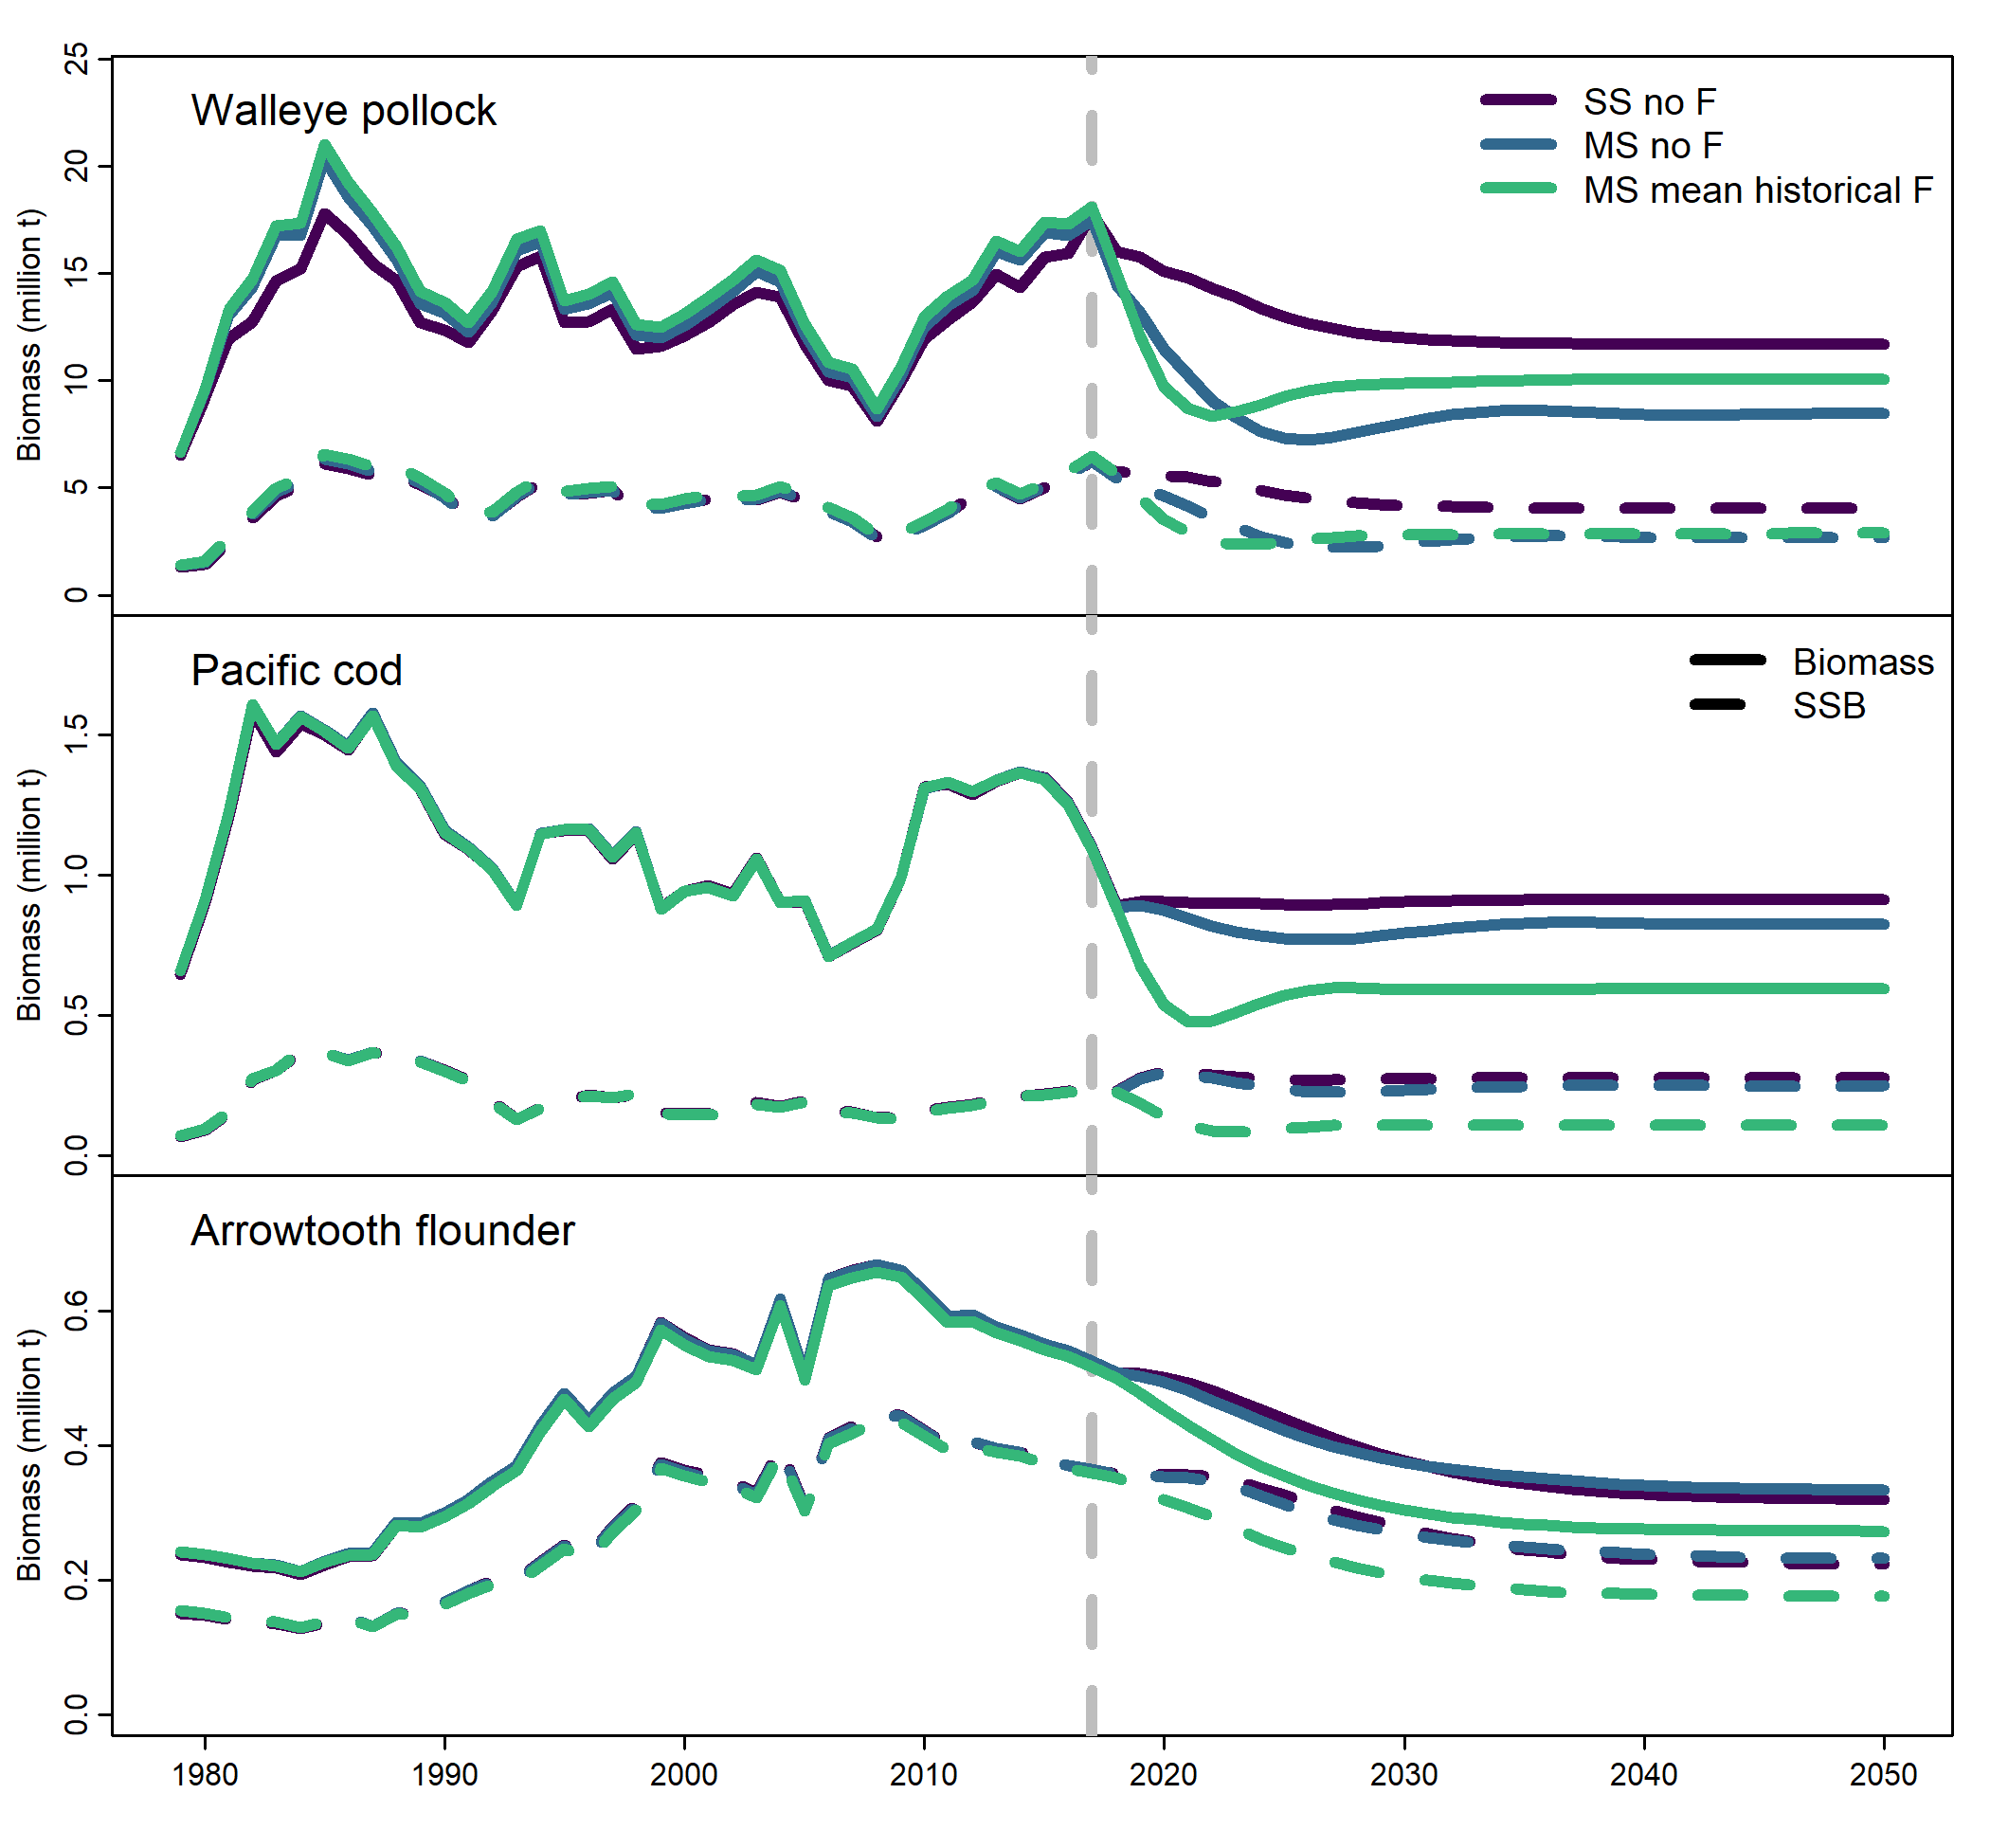 Walleye pollock
SS no F
MS no F
MS mean historical F
Biomass (million t)
25
20
15
10
5
0
Pacific cod
Biomass
SSB
Biomass (million t)
1.5
1.0
0.5
0.0
Arrowtooth flounder
Biomass (million t)
0.6
0.4
0.2
0.0
1980 1990 2000 2010 2020 2030 2040 2050